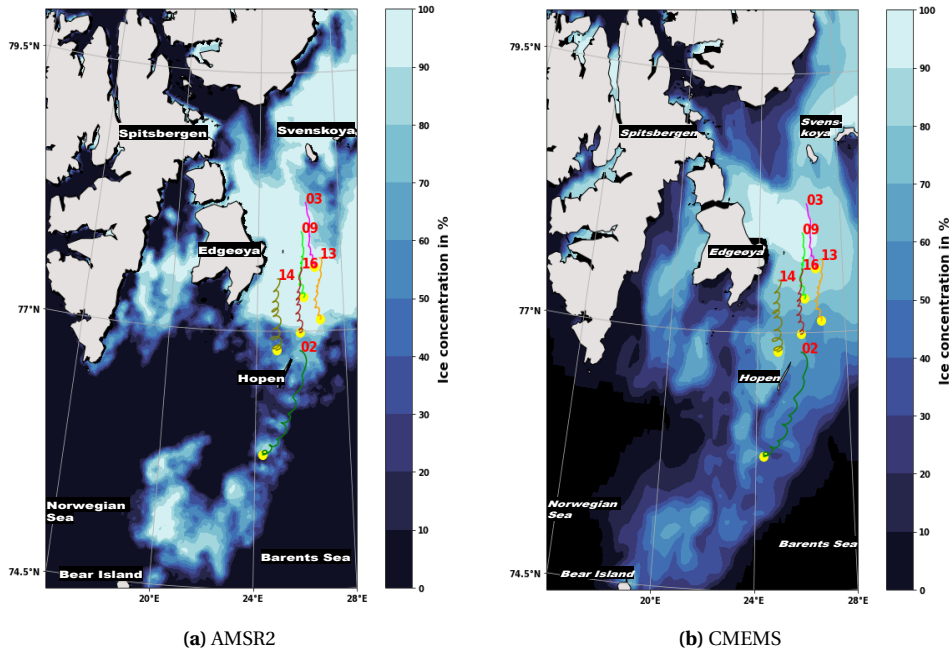 79.5°N
77°N
74.5°N
20°E
24°E
28°E
Spitsbergen
Svenskoya
Edgeøya
Hopen
Norwegian
Sea
Barents Sea
Bear Island
03
09
13
16
14
02
100
90
80
70
60
50
40
30
20
10
0
Ice concentration in %
(a) AMSR2
79.5°N
77°N
74.5°N
20°E
24°E
28°E
Spitsbergen
Svens-
koya
Edgeøya
Hopen
Norwegian
Sea
Barents Sea
Bear Island
03
09
13
16
14
02
100
90
80
70
60
50
40
30
20
10
0
Ice concentration in %
(b) CMEMS